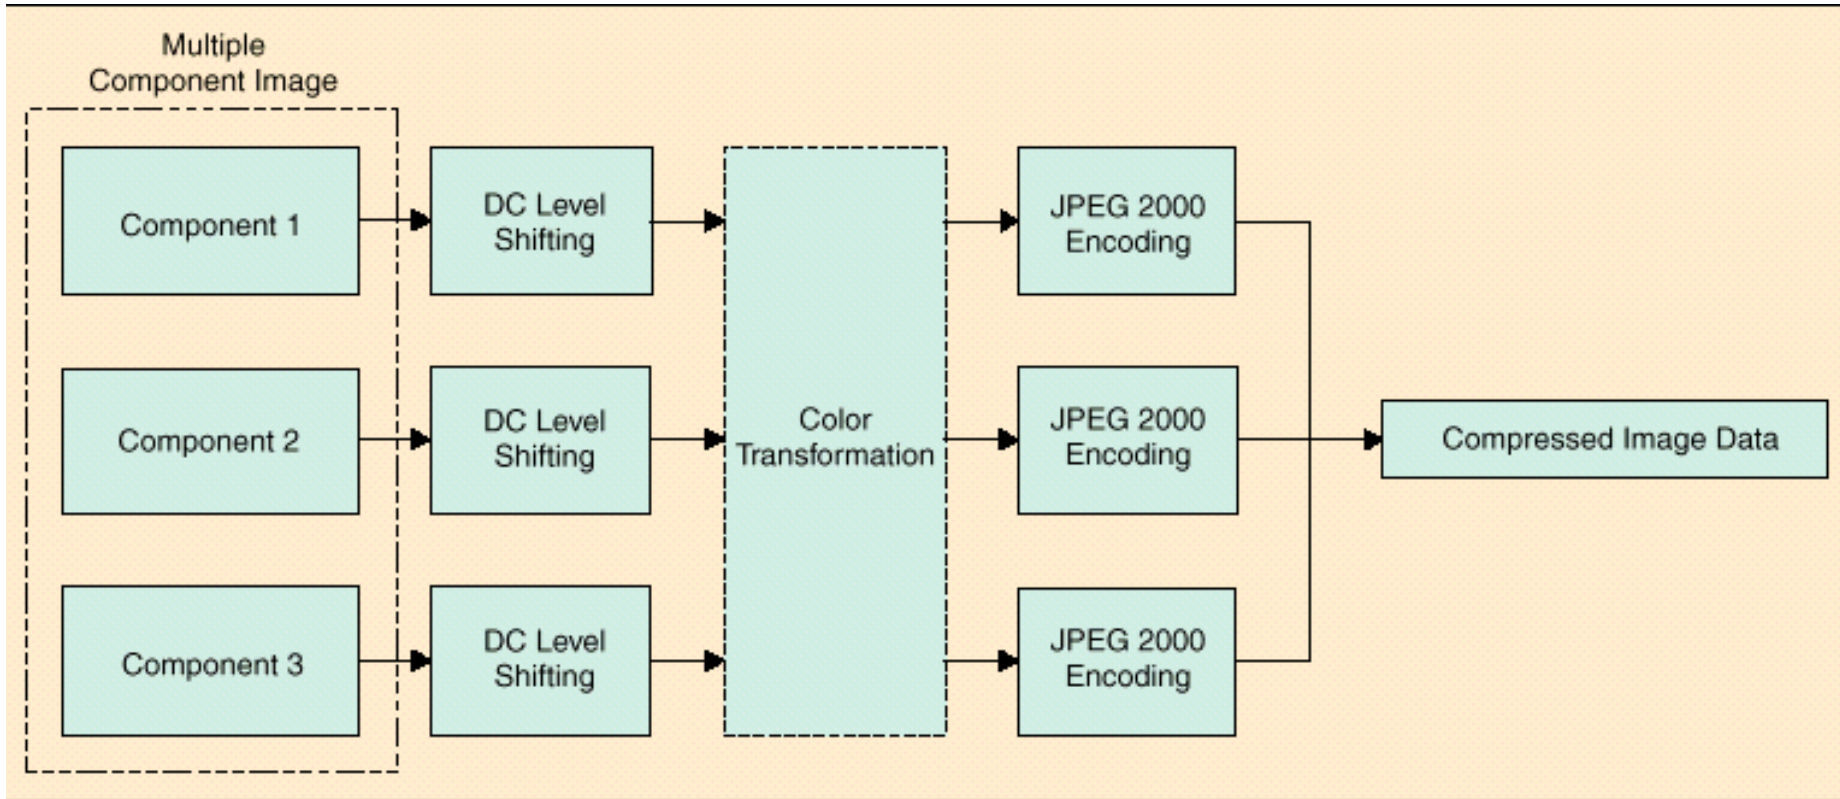 Multiple
Component Image
Component 1
DC Level
Shifting
JPEG 2000
Encoding
Component 2
DC Level
Shifting
Color
Transformation
JPEG 2000
Encoding
Compressed Image Data
Component 3
DC Level
Shifting
JPEG 2000
Encoding